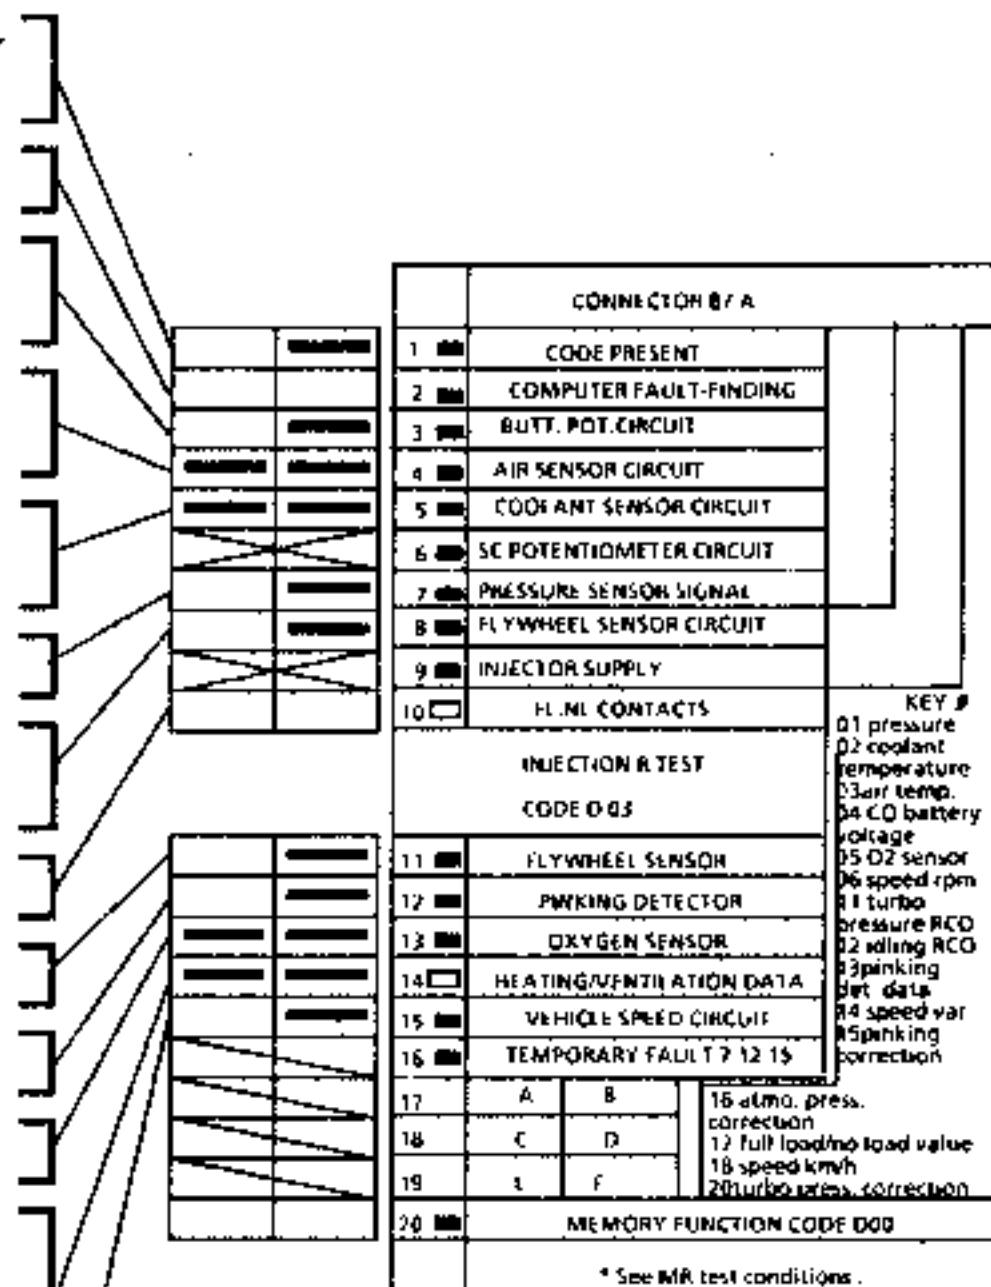 CONNECTOR B7 A
1 CODE PRESENT
2 COMPUTER FAULT-FINDING
3 BUTT. POT.CIRCUIT
4 AIR SENSOR CIRCUIT
5 COOLANT SENSOR CIRCUIT
6 SC POTENTIOMETER CIRCUIT
7 PRESSURE SENSOR SIGNAL
8 FLYWHEEL SENSOR CIRCUIT
9 INJECTOR SUPPLY
10 FL.NL CONTACTS
INJECTION R TEST
CODE D 03
11 FLYWHEEL SENSOR
12 PINKING DETECTOR
13 OXYGEN SENSOR
14 HEATING/VENTILATION DATA
15 VEHICLE SPEED CIRCUIT
16 TEMPORARY FAULT 7 12 15
17 A B
18 C D
19 E F
20 MEMORY FUNCTION CODE D00
KEY #
01 pressure
02 coolant
temperature
03air temp.
04 CO battery
voltage
05 O2 sensor
06 speed rpm
11 turbo
pressure RCO
12 idling RCO
13pinking
det. data
14 speed var
15pinking
correction
16 atmo. press.
correction
17 full load/no load value
18 speed km/h
20turbo press. correction
* See MR test conditions .